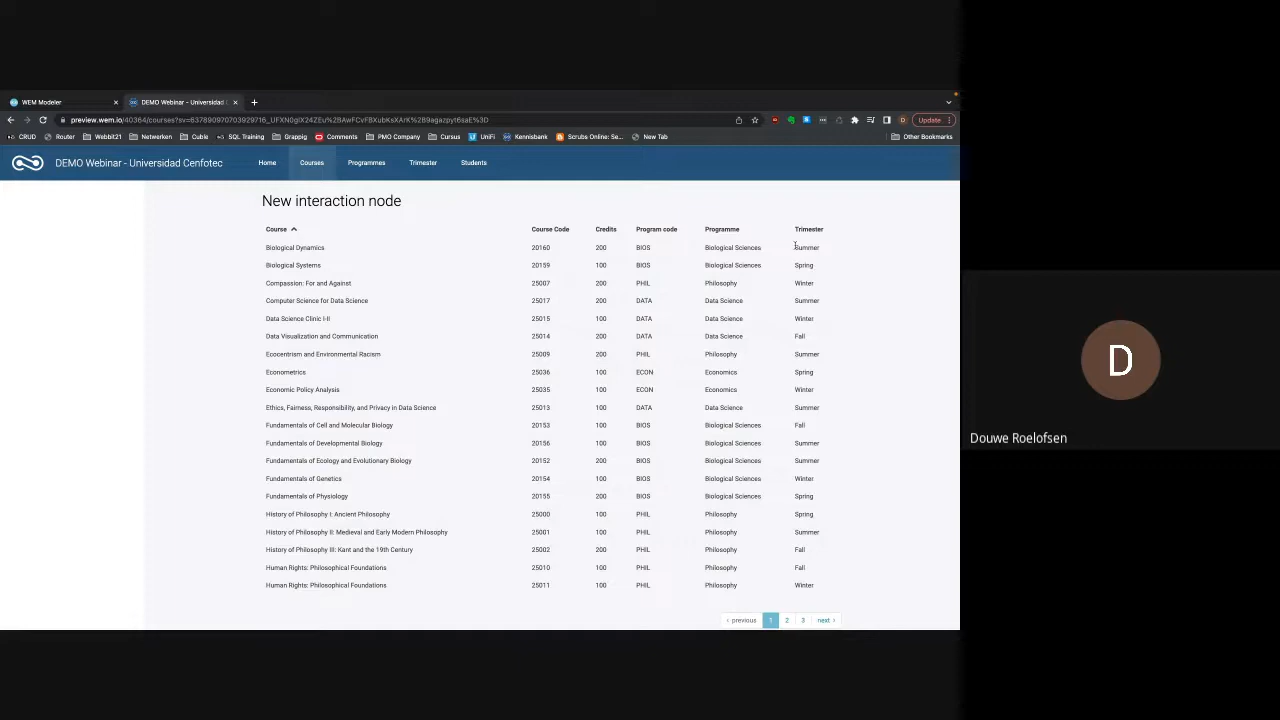 WEM Modeler
DEMO Webinar - Universidad
CRUD Router Webbit21 Netwerken Cubie SQL Training Grappig Comments PMO Company Cursus UniFi Kennisbank Scrubs Online: Se... New Tab Other Bookmarks
Update
DEMO Webinar - Universidad Cenfotec Home Courses Programmes Trimester Students
New interaction node
Course Course Code Credits Program code Programme Trimester
Biological Dynamics 20160 200 BIOS Biological Sciences Summer
Biological Systems 20159 100 BIOS Biological Sciences Spring
Compassion: For and Against 25007 200 PHIL Philosophy Winter
Computer Science for Data Science 25017 200 DATA Data Science Summer
Data Science Clinic I-II 25015 100 DATA Data Science Winter
Data Visualization and Communication 25014 200 DATA Data Science Fall
Ecocentrism and Environmental Racism 25009 200 PHIL Philosophy Summer
Econometrics 25036 100 ECON Economics Spring
Economic Policy Analysis 25035 100 ECON Economics Winter
Ethics, Fairness, Responsibility, and Privacy in Data Science 25013 100 DATA Data Science Summer
Fundamentals of Cell and Molecular Biology 20153 100 BIOS Biological Sciences Fall
Fundamentals of Developmental Biology 20156 100 BIOS Biological Sciences Summer
Fundamentals of Ecology and Evolutionary Biology 20152 200 BIOS Biological Sciences Summer
Fundamentals of Genetics 20154 100 BIOS Biological Sciences Winter
Fundamentals of Physiology 20155 200 BIOS Biological Sciences Spring
History of Philosophy I: Ancient Philosophy 25000 100 PHIL Philosophy Spring
History of Philosophy II: Medieval and Early Modern Philosophy 25001 100 PHIL Philosophy Summer
History of Philosophy III: Kant and the 19th Century 25002 200 PHIL Philosophy Fall
Human Rights: Philosophical Foundations 25010 100 PHIL Philosophy Fall
Human Rights: Philosophical Foundations 25011 100 PHIL Philosophy Winter
‹ previous 1 2 3 next ›
D
Douwe Roelofsen